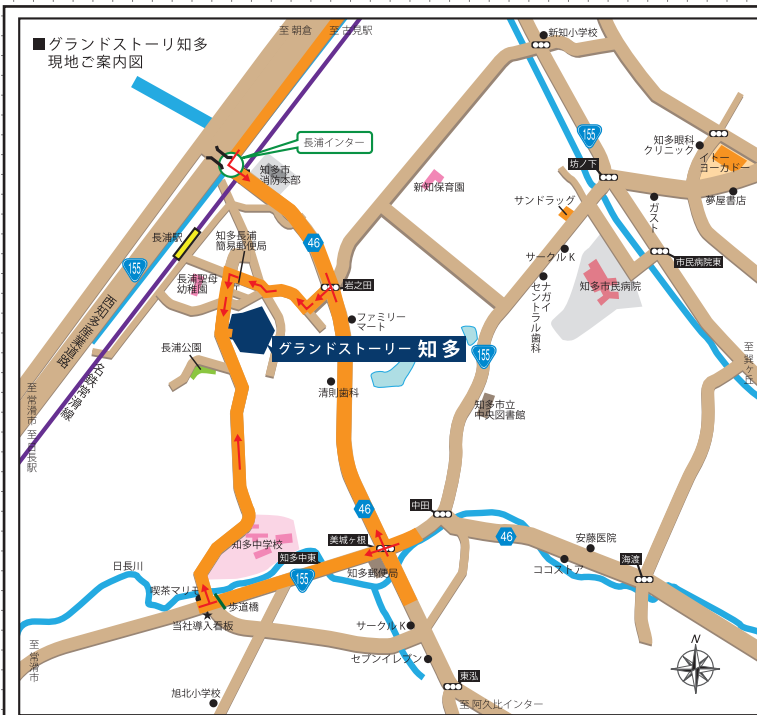 ■グランドストーリ知多
現地ご案内図
至 朝倉
至 古見駅
新知小学校
長浦インター
155
知多眼科
クリニック
イトー
ヨーカドー
坊ノ下
知多市
消防本部
新知保育園
サンドラッグ
ガスト
夢屋書店
知多長浦
簡易郵便局
長浦駅
46
サークルK
市民病院東
155
長浦聖母
幼稚園
岩之田
ナガイ
セントラル歯科
知多市民病院
西知多産業道路
ファミリー
マート
グランドストーリー 知多
155
長浦公園
名鉄常滑線
至 巽ヶ丘
至 常滑市
至 日長駅
清則歯科
知多市立
中央図書館
46
中田
46
美城ヶ根
安藤医院
知多中学校
知多中東
海渡
日長川
知多郵便局
ココストア
155
喫茶マリモ
歩道橋
当社導入看板
サークルK
至 常滑市
セブンイレブン
N
東泓
旭北小学校
至 阿久比インター